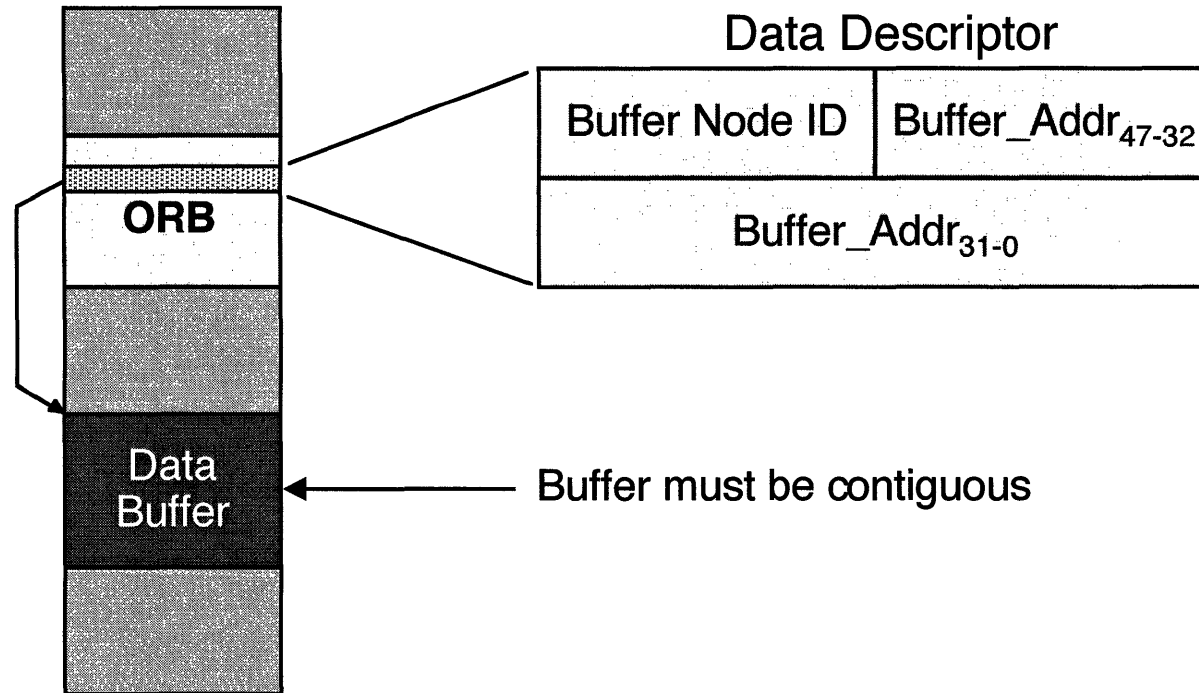 Data Descriptor
Buffer Node ID
Buffer_Addr47-32
Buffer_Addr31-0
ORB
Data
Buffer
Buffer must be contiguous